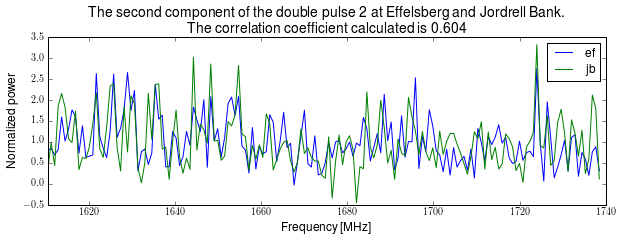 The second component of the double pulse 2 at Effelsberg and Jordrell Bank.
The correlation coefficient calculated is 0.604
3.5
3.0
2.5
2.0
1.5
1.0
0.5
0.0
−0.5
Normalized power
ef
jb
1620
1640
1660
1680
1700
1720
1740
Frequency [MHz]